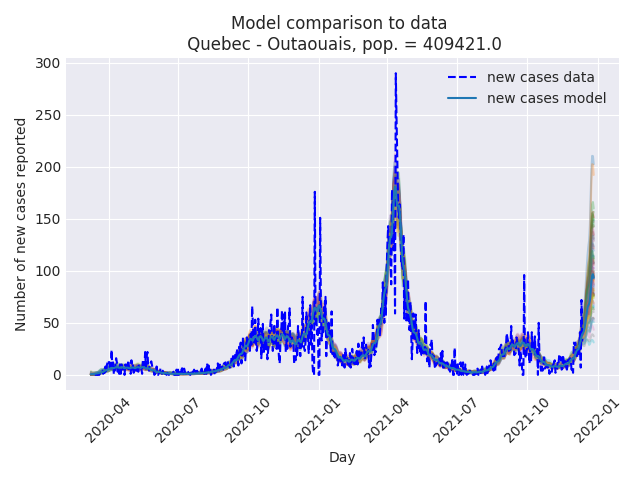 Model comparison to data
Quebec - Outaouais, pop. = 409421.0
300
250
200
150
100
50
0
Number of new cases reported
new cases data
new cases model
2020-04
2020-07
2020-10
2021-01
2021-04
2021-07
2021-10
2022-01
Day